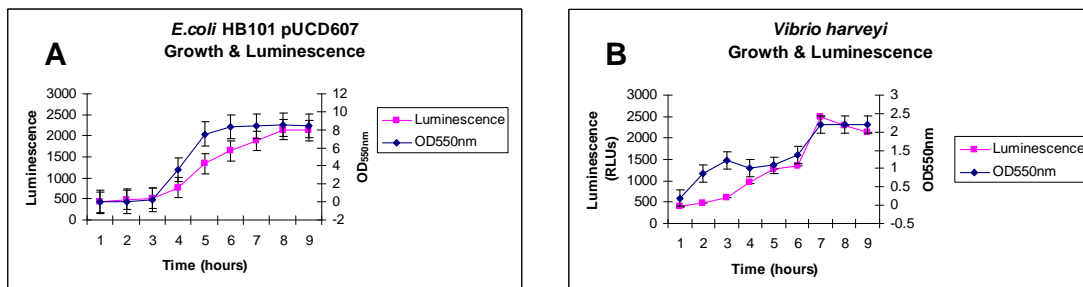 A
E.coli HB101 pUCD607
Growth & Luminescence
Luminescence
3000
2500
2000
1500
1000
500
0
12
10
8
6
4
2
0
-2
OD550nm
1 2 3 4 5 6 7 8 9
Time (hours)
Luminescence
OD550nm
B
Vibrio harveyi
Growth & Luminescence
Luminescence
(RLUs)
3000
2500
2000
1500
1000
500
0
3
2.5
2
1.5
1
0.5
0
-0.5
OD550nm
1 2 3 4 5 6 7 8 9
Time (hours)
Luminescence
OD550nm